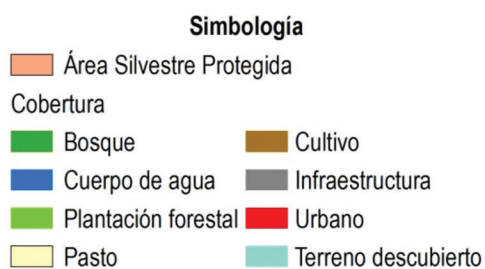 Simbología
Área Silvestre Protegida
Cobertura
Bosque
Cultivo
Cuerpo de agua
Infraestructura
Plantación forestal
Urbano
Pasto
Terreno descubierto